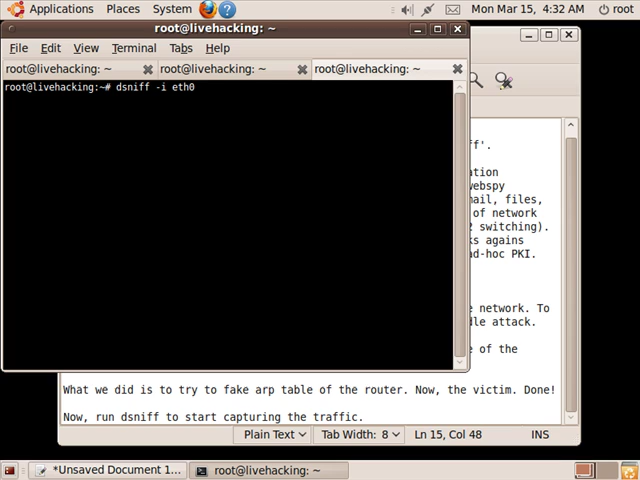 Applications Places System Mon Mar 15, 4:32 AM root
root@livehacking: ~
File Edit View Terminal Tabs Help
root@livehacking: ~ root@livehacking: ~ root@livehacking: ~
root@livehacking:~# dsniff -i eth0
ff'.
ation
webspy
mail, files,
of network
2 switching).
ks agains
ad-hoc PKI.
e network. To
dle attack.
e of the
What we did is to try to fake arp table of the router. Now, the victim. Done!
Now, run dsniff to start capturing the traffic.
Plain Text Tab Width: 8 Ln 15, Col 48 INS
*Unsaved Document 1... root@livehacking: ~